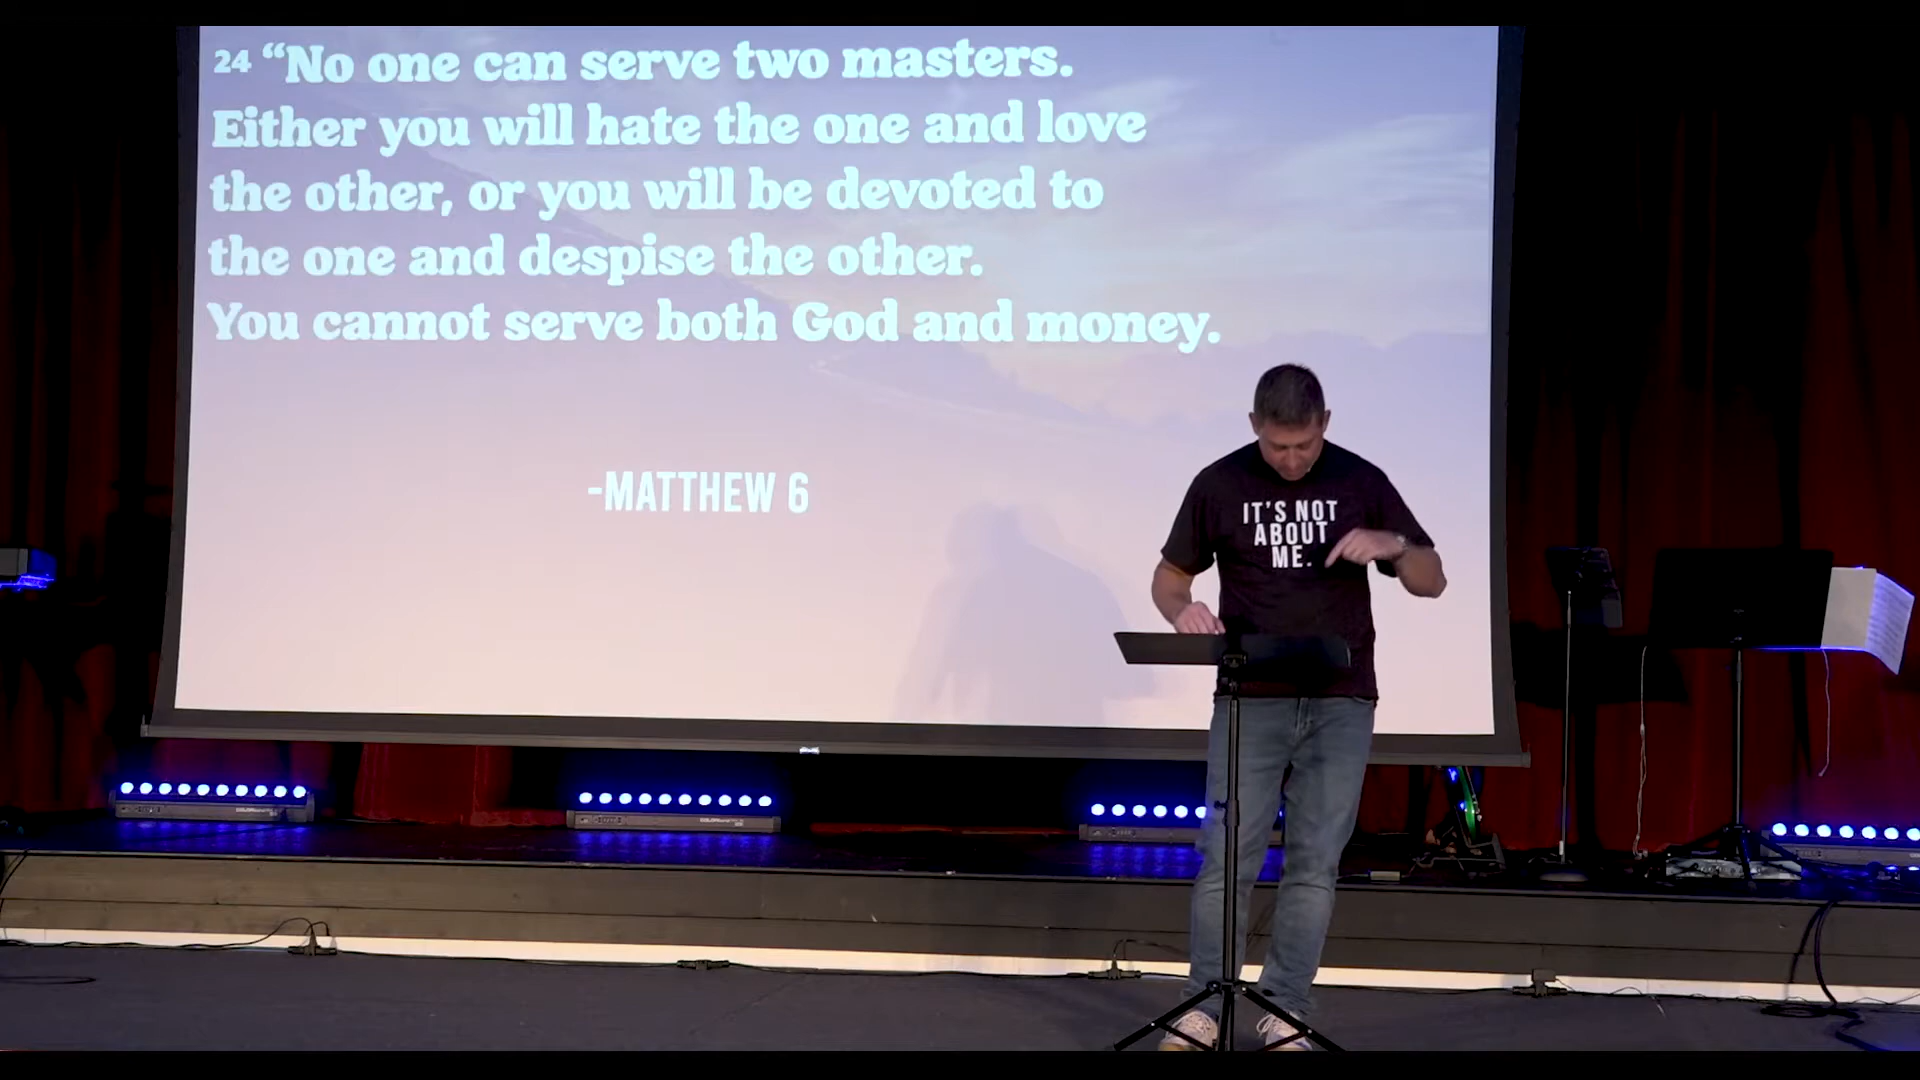 24 “No one can serve two masters.
Either you will hate the one and love
the other, or you will be devoted to
the one and despise the other.
You cannot serve both God and money.
-MATTHEW 6
IT'S NOT
ABOUT
ME.